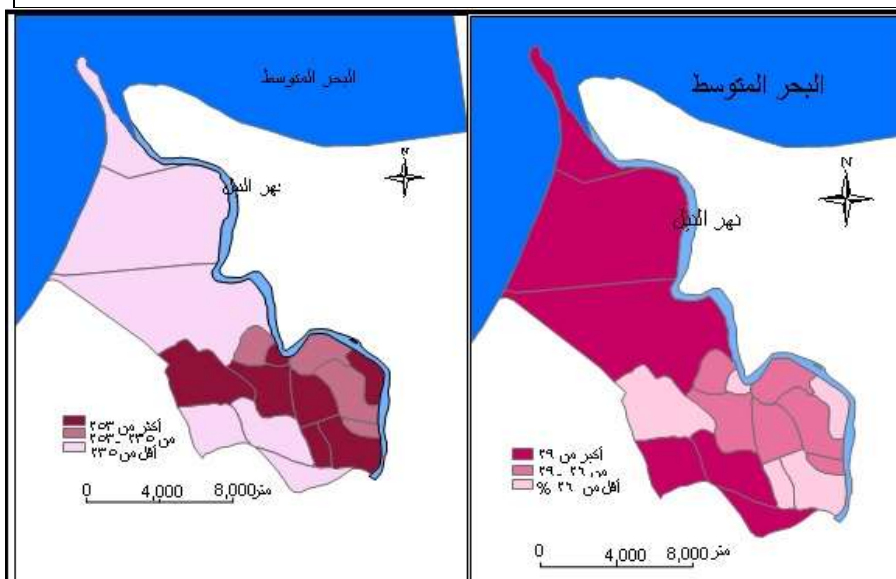 البحر المتوسط
N
نهر النيل
أكثر من ٢٥٣
من ٢٣٥ - ٢٥٣
أقل من ٢٣٥
0 4,000 8,000 متر
البحر المتوسط
N
نهر النيل
أكبر من ٢٩
من ٢٦ - ٢٩
أقل من ٢٦ %
0 4,000 8,000 متر